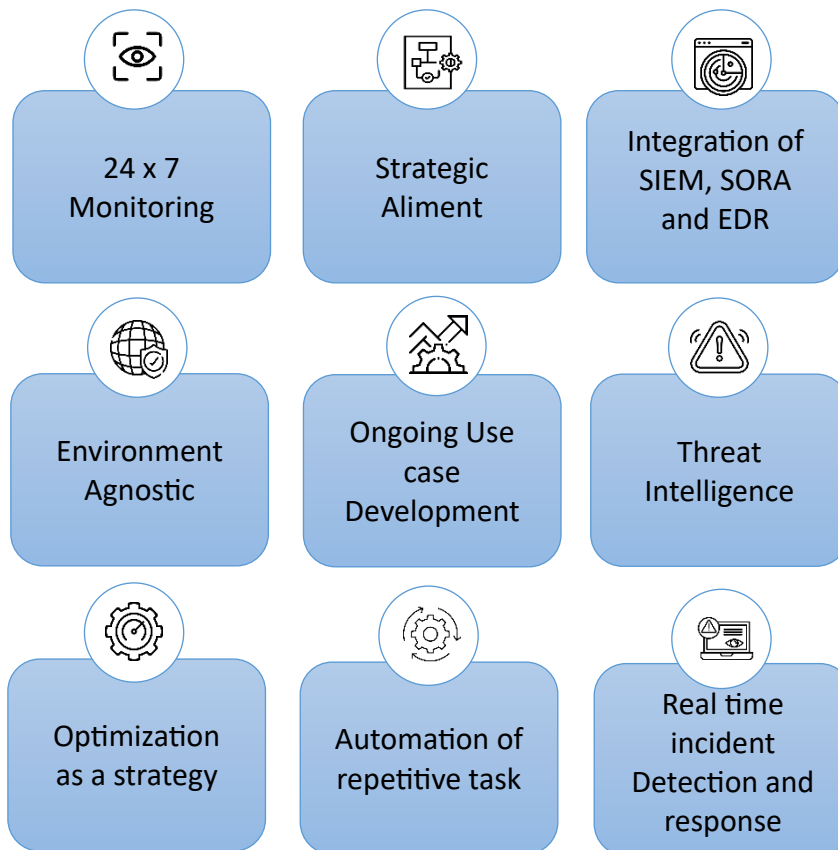 24 x 7
Monitoring
Strategic
Aliment
Integration of
SIEM, SORA
and EDR
Environment
Agnostic
Ongoing Use
case
Development
Threat
Intelligence
Optimization
as a strategy
Automation of
repetitive task
Real time
incident
Detection and
response